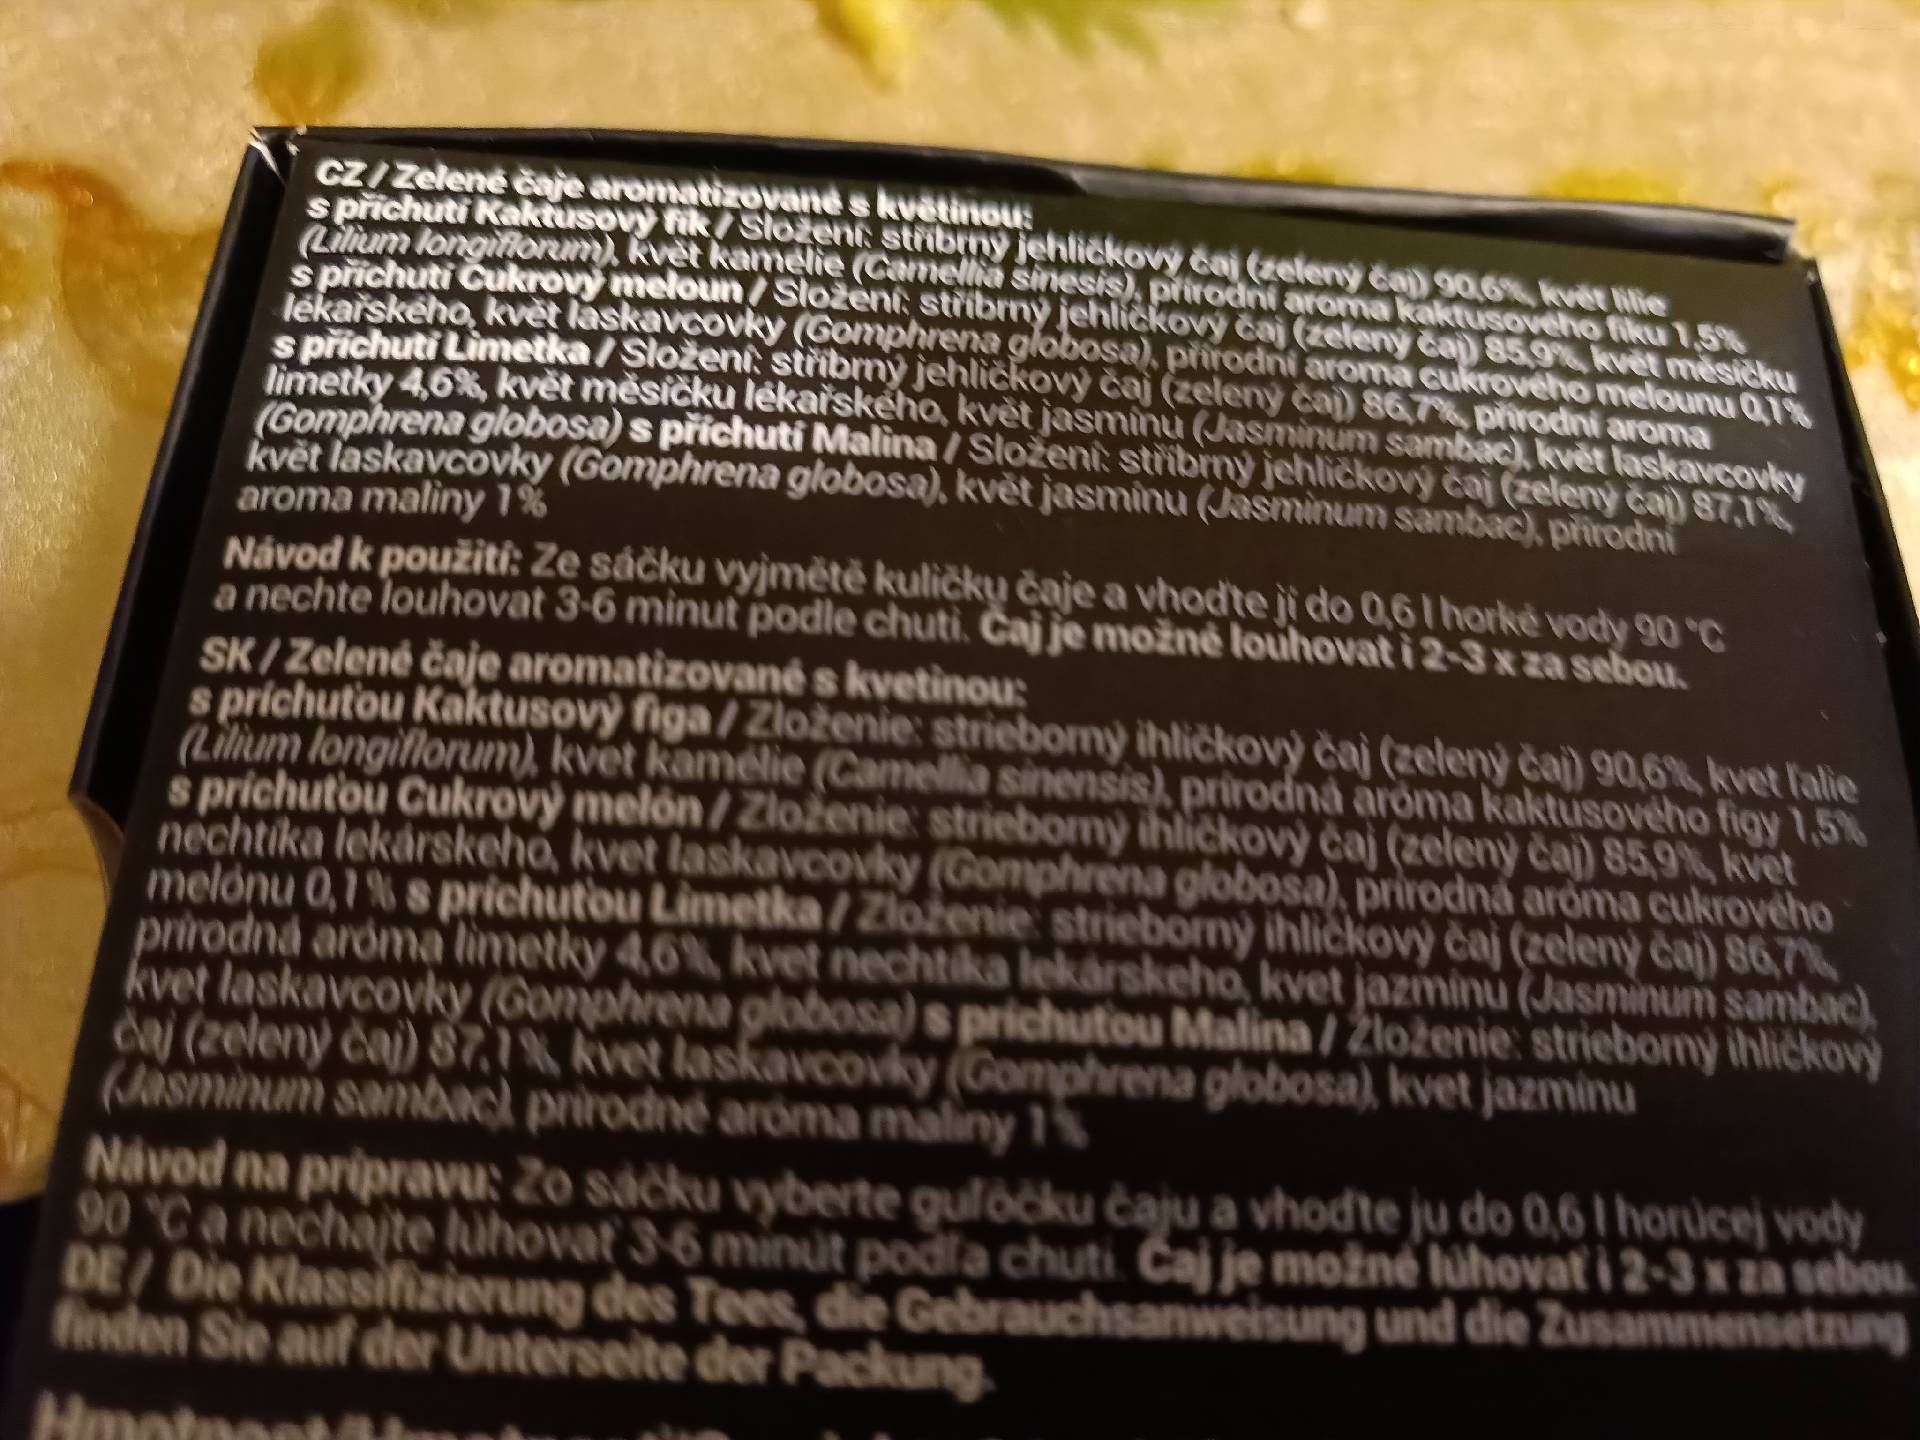 CZ / Zelené čaje aromatizované s květinou:
s příchutí Kaktusový fík / Složení: stříbrný jehličkový čaj (zelený čaj) 90,6%, květ lilie
(Lilium longiflorum), květ kamélie (Camellia sinesis), přírodní aroma kaktusového fíku 1,5%
s příchutí Cukrový meloun / Složení: stříbrný jehličkový čaj (zelený čaj) 85,9%, květ měsíčku
lékařského, květ laskavcovky (Gomphrena globosa), přírodní aroma cukrového melounu 0,1%
s příchutí Limetka / Složení: stříbrný jehličkový čaj (zelený čaj) 86,7%, přírodní aroma
limetky 4,6%, květ měsíčku lékařského, květ jasmínu (Jasminum sambac), květ laskavcovky
(Gomphrena globosa) s příchutí Malina / Složení: stříbrný jehličkový čaj (zelený čaj) 87,1%,
květ laskavcovky (Gomphrena globosa), květ jasmínu (Jasminum sambac), přírodní
aroma maliny 1%
Návod k použití: Ze sáčku vyjmětě kuličku čaje a vhoďte ji do 0,6 l horké vody 90 °C
a nechte louhovat 3-6 minut podle chuti. Čaj je možné louhovat i 2-3 x za sebou.
SK / Zelené čaje aromatizované s kvetinou:
s príchuťou Kaktusový figa / Zloženie: strieborný ihličkový čaj (zelený čaj) 90,6%, kvet ľalie
(Lilium longiflorum), kvet kamélie (Camellia sinensis), prírodná aróma kaktusového figy 1,5%
s príchuťou Cukrový melón / Zloženie: strieborný ihličkový čaj (zelený čaj) 85,9%, kvet
nechtíka lekárskeho, kvet laskavcovky (Gomphrena globosa), prírodná aróma cukrového
melónu 0,1% s príchuťou Limetka / Zloženie: strieborný ihličkový čaj (zelený čaj) 86,7%,
prírodná aróma limetky 4,6%, kvet nechtíka lekárskeho, kvet jazmínu (Jasminum sambac),
kvet laskavcovky (Gomphrena globosa) s príchuťou Malina / Zloženie: strieborný ihličkový
čaj (zelený čaj) 87,1%, kvet laskavcovky (Gomphrena globosa), kvet jazmínu
(Jasminum sambac), prírodné aróma maliny 1%
Návod na prípravu: Zo sáčku vyberte guľôčku čaju a vhoďte ju do 0,6 l horúcej vody
90 °C a nechajte lúhovať 3-6 minút podľa chuti. Čaj je možné lúhovať i 2-3 x za sebou.
DE / Die Klassifizierung des Tees, die Gebrauchsanweisung und die Zusammensetzung
finden Sie auf der Unterseite der Packung.